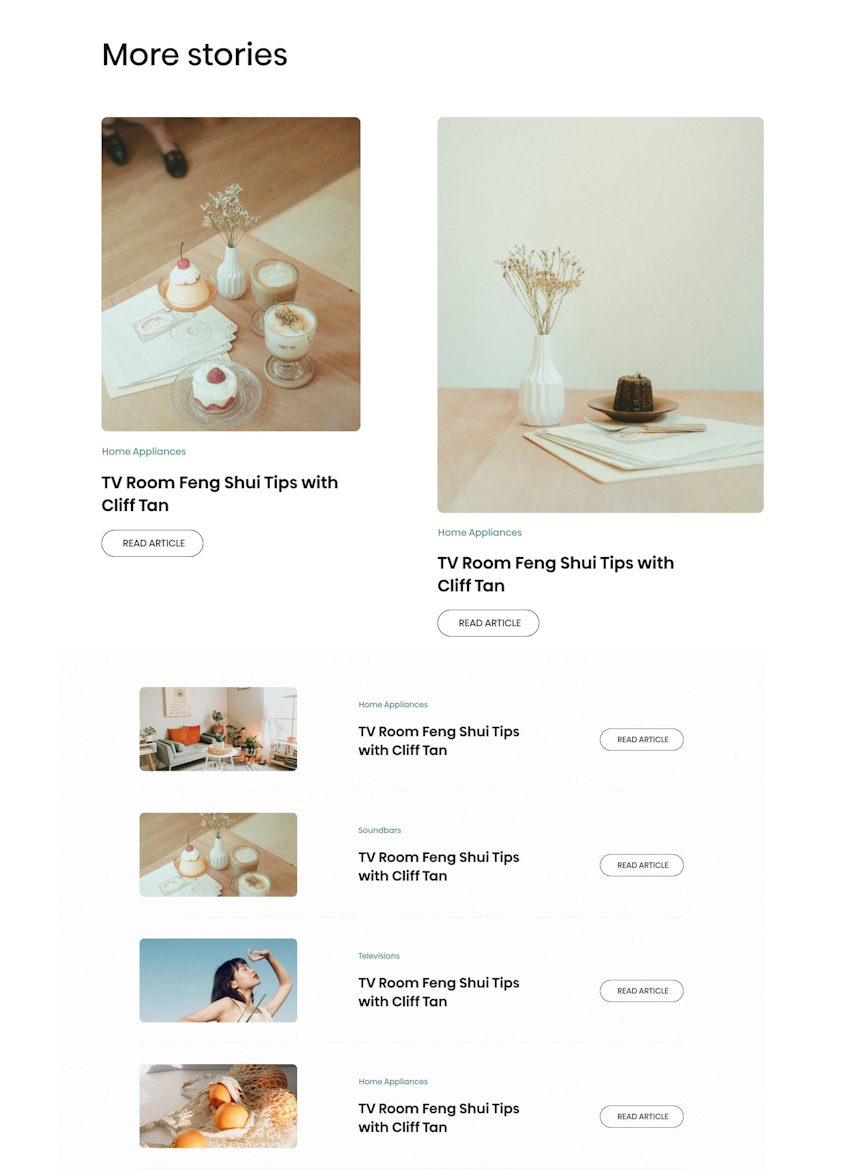 More stories
Home Appliances
TV Room Feng Shui Tips with
Cliff Tan
READ ARTICLE
Home Appliances
TV Room Feng Shui Tips with
Cliff Tan
READ ARTICLE
Home Appliances
TV Room Feng Shui Tips
with Cliff Tan
READ ARTICLE
Soundbars
TV Room Feng Shui Tips
with Cliff Tan
READ ARTICLE
Televisions
TV Room Feng Shui Tips
with Cliff Tan
READ ARTICLE
Home Appliances
TV Room Feng Shui Tips
with Cliff Tan
READ ARTICLE